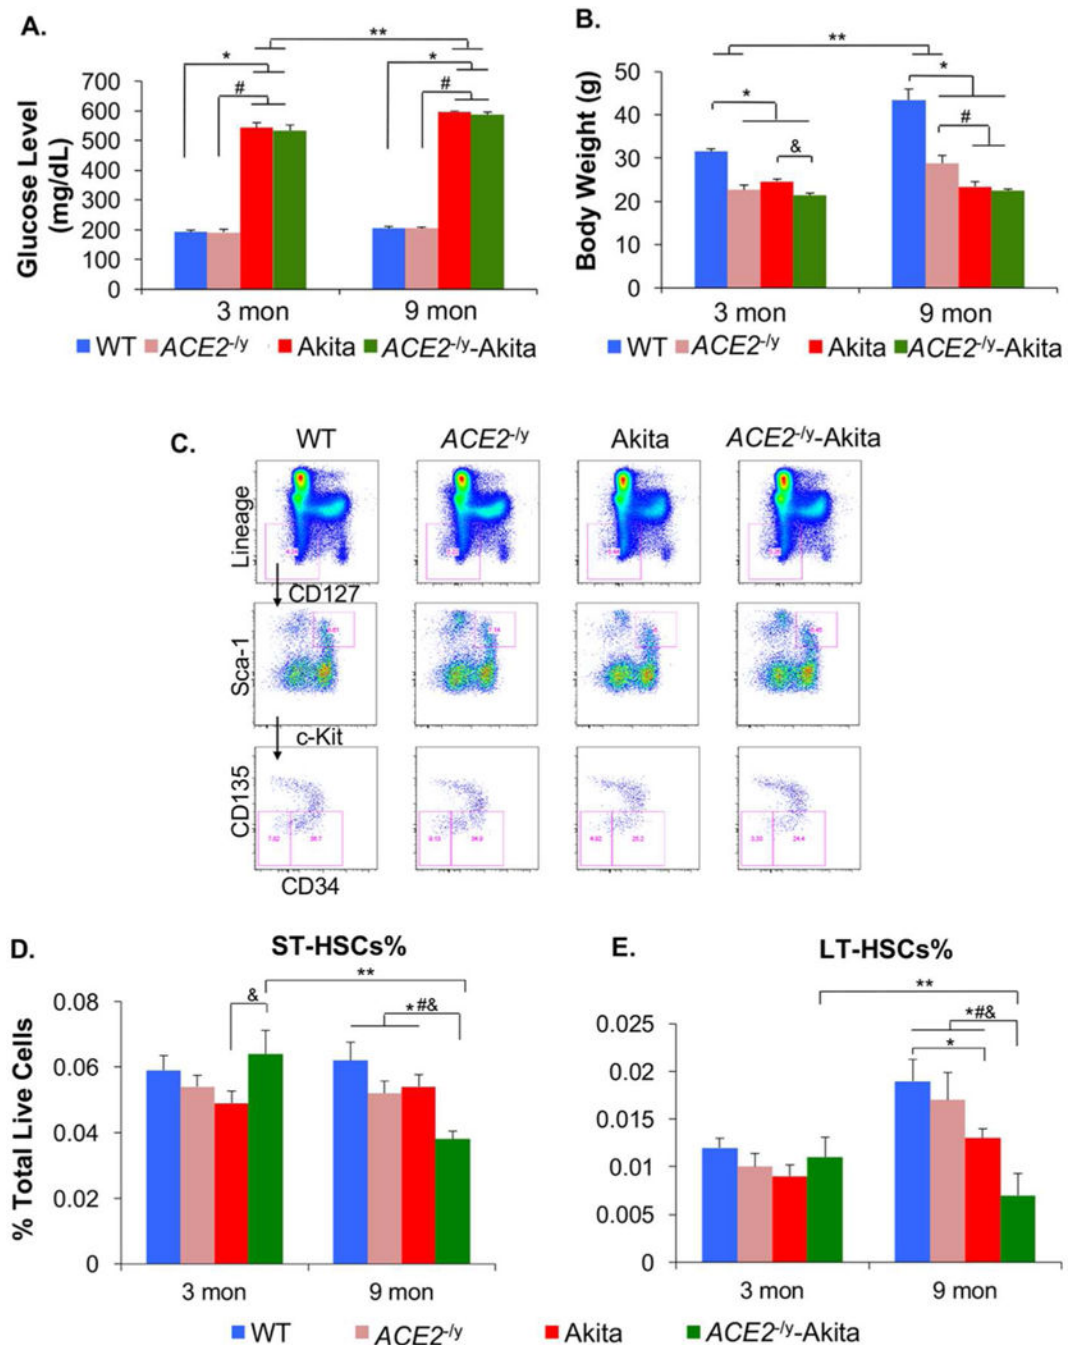 A.
**
*
#
*
#
700
600
500
400
300
200
100
0
Glucose Level
(mg/dL)
3 mon
9 mon
WT ACE2-/y Akita ACE2-/y-Akita
B.
**
*
&
*
#
50
40
30
20
10
0
Body Weight (g)
3 mon
9 mon
WT ACE2-/y Akita ACE2-/y-Akita
C.
WT
ACE2-/y
Akita
ACE2-/y-Akita
Lineage
CD127
Sca-1
c-Kit
CD135
7.82
CD34
24.4
D.
ST-HSCs%
**
&
*#&
0.08
0.06
0.04
0.02
0
% Total Live Cells
3 mon
9 mon
E.
LT-HSCs%
**
*#&
*
0.025
0.02
0.015
0.01
0.005
0
3 mon
9 mon
WT ACE2-/y Akita ACE2-/y-Akita